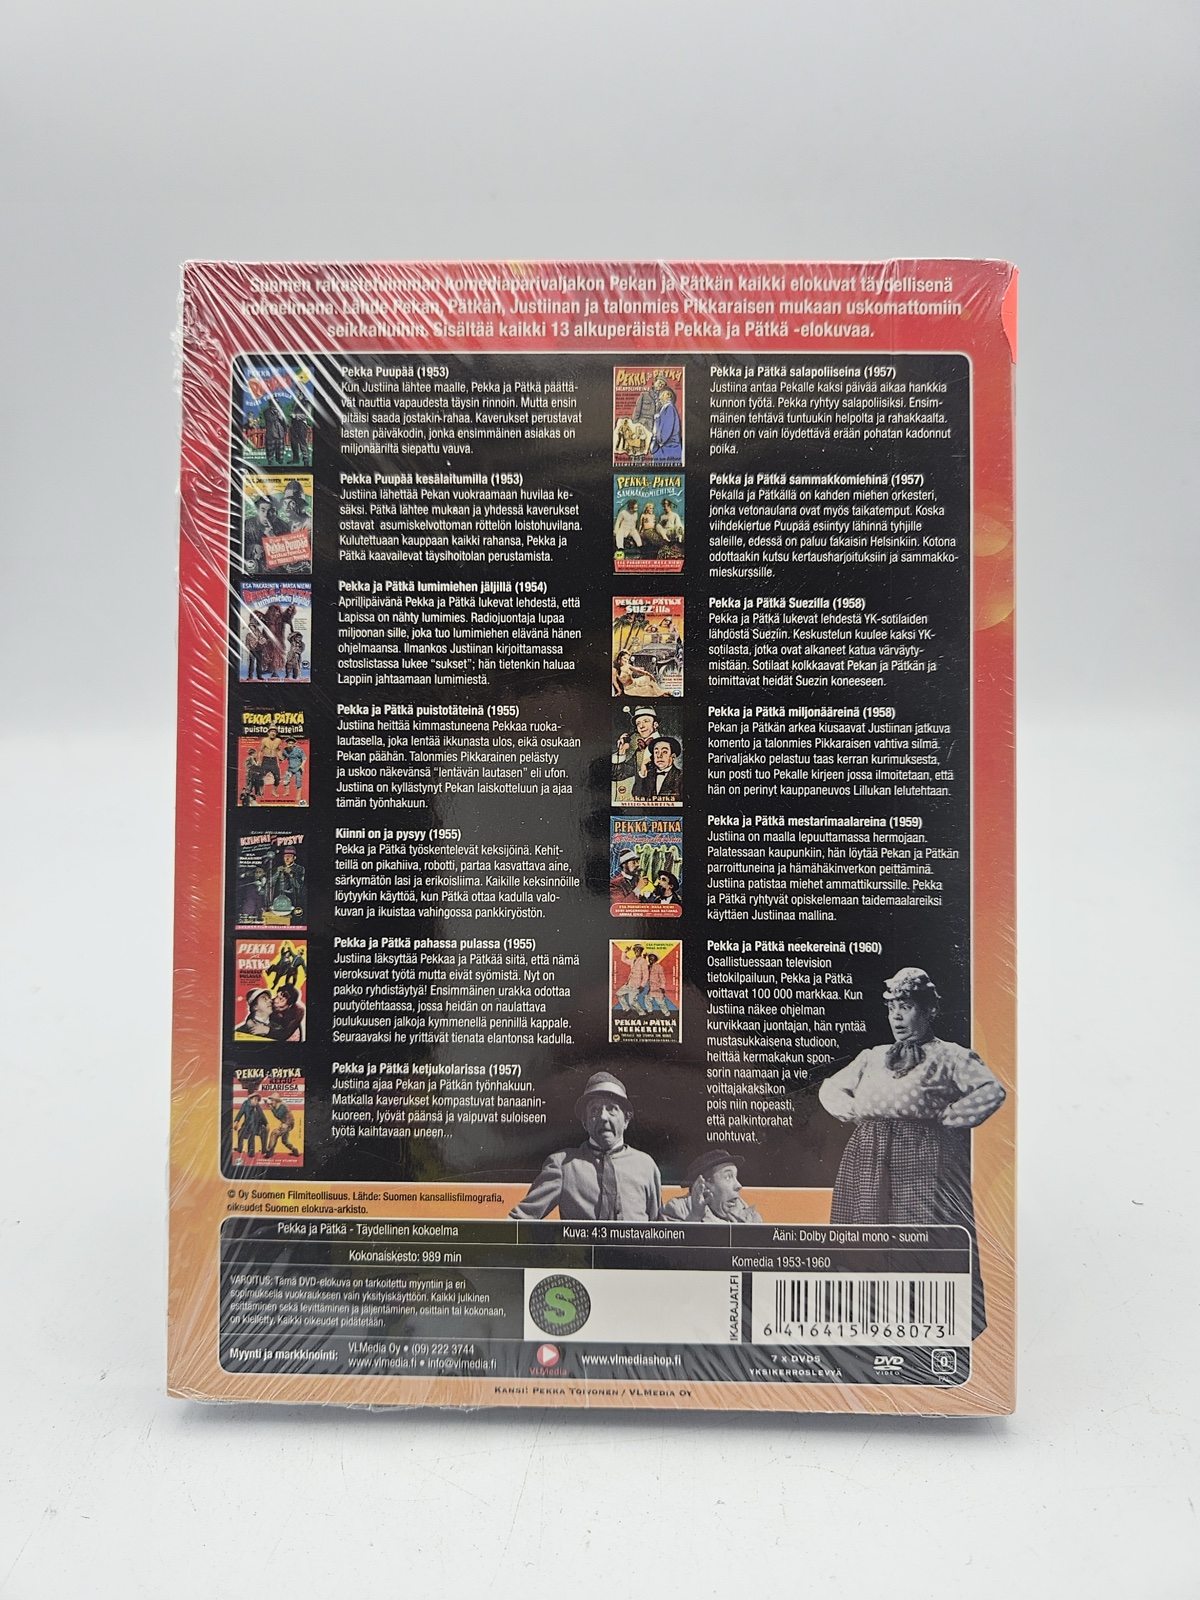 Suomen rakastetuimman komediaparivaljakon Pekan ja Pätkän kaikki elokuvat täydellisenä
kokoelmana. Lähde Pekan, Pätkän, Justiinan ja talonmies Pikkaraisen mukaan uskomattomiin
seikkailuihin. Sisältää kaikki 13 alkuperäistä Pekka ja Pätkä -elokuvaa.
Pekka Puupää (1953)
Kun Justiina lähtee maalle, Pekka ja Pätkä päättä-
vät nauttia vapaudesta täysin rinnoin. Mutta ensin
pitäisi saada jostakin rahaa. Kaverukset perustavat
lasten päiväkodin, jonka ensimmäinen asiakas on
miljonääriltä siepattu vauva.
Pekka Puupää kesälaitumilla (1953)
Justiina lähettää Pekan vuokraamaan huvilaa ke-
säksi. Pätkä lähtee mukaan ja yhdessä kaverukset
ostavat asumiskelvottoman röttelön loistohuvilana.
Kulutettuaan kauppaan kaikki rahansa, Pekka ja
Pätkä kaavailevat täysihoitolan perustamista.
Pekka ja Pätkä lumimiehen jäljillä (1954)
Aprillipäivänä Pekka ja Pätkä lukevat lehdestä, että
Lapissa on nähty lumimies. Radiojuontaja lupaa
miljoonan sille, joka tuo lumimiehen elävänä hänen
ohjelmaansa. Ilmankos Justiinan kirjoittamassa
ostoslistassa lukee "sukset"; hän tietenkin haluaa
Lappiin jahtaamaan lumimiestä.
Pekka ja Pätkä puistotäteinä (1955)
Justiina heittää kimmastuneena Pekkaa ruoka-
lautasella, joka lentää ikkunasta ulos, eikä osukaan
Pekan päähän. Talonmies Pikkarainen pelästyy
ja uskoo näkevänsä "lentävän lautasen" eli ufon.
Justiina on kyllästynyt Pekan laiskotteluun ja ajaa
tämän työnhakuun.
Kiinni on ja pysyy (1955)
Pekka ja Pätkä työskentelevät keksijöinä. Kehit-
teillä on pikahiiva, robotti, partaa kasvattava aine,
särkymätön lasi ja erikoisliima. Kaikille keksinnöille
löytyykin käyttöä, kun Pätkä ottaa kadulla valo-
kuvan ja ikuistaa vahingossa pankkiryöstön.
Pekka ja Pätkä pahassa pulassa (1955)
Justiina läksyttää Pekkaa ja Pätkää siitä, että nämä
vieroksuvat työtä mutta eivät syömistä. Nyt on
pakko ryhdistäytyä! Ensimmäinen urakka odottaa
puutyötehtaassa, jossa heidän on naulattava
joulukuusen jalkoja kymmenellä pennillä kappale.
Seuraavaksi he yrittävät tienata elantonsa kadulla.
Pekka ja Pätkä ketjukolarissa (1957)
Justiina ajaa Pekan ja Pätkän työnhakuun.
Matkalla kaverukset kompastuvat banaanin-
kuoreen, lyövät päänsä ja vaipuvat suloiseen
työtä kaihtavaan uneen...
Pekka ja Pätkä salapoliiseina (1957)
Justiina antaa Pekalle kaksi päivää aikaa hankkia
kunnon työtä. Pekka ryhtyy salapoliisiksi. Ensim-
mäinen tehtävä tuntuukin helpolta ja rahakkaalta.
Hänen on vain löydettävä erään pohatan kadonnut
poika.
Pekka ja Pätkä sammakkomiehinä (1957)
Pekalla ja Pätkällä on kahden miehen orkesteri,
jonka vetonaulana ovat myös taikatemput. Koska
viihdekiertue Puupää esiintyy lähinnä tyhjille
saleille, edessä on paluu takaisin Helsinkiin. Kotona
odottaakin kutsu kertausharjoituksiin ja sammakko-
mieskurssille.
Pekka ja Pätkä Suezilla (1958)
Pekka ja Pätkä lukevat lehdestä YK-sotilaiden
lähdöstä Sueziin. Keskustelun kuulee kaksi YK-
sotilasta, jotka ovat alkaneet katua värväyty-
mistään. Sotilaat kolkkaavat Pekan ja Pätkän ja
toimittavat heidät Suezin koneeseen.
Pekka ja Pätkä miljonääreinä (1958)
Pekan ja Pätkän arkea kiusaavat Justiinan jatkuva
komento ja talonmies Pikkaraisen vahtiva silmä.
Parivaljakko pelastuu taas kerran kurimuksesta,
kun posti tuo Pekalle kirjeen jossa ilmoitetaan, että
hän on perinyt kauppaneuvos Lillukan lelutehtaan.
Pekka ja Pätkä mestarimaalareina (1959)
Justiina on maalla lepuuttamassa hermojaan.
Palatessaan kaupunkiin, hän löytää Pekan ja Pätkän
parroittuneina ja hämähäkinverkon peittäminä.
Justiina patistaa miehet ammattikurssille. Pekka
ja Pätkä ryhtyvät opiskelemaan taidemaalareiksi
käyttäen Justiinaa mallina.
Pekka ja Pätkä neekereinä (1960)
Osallistuessaan television
tietokilpailuun, Pekka ja Pätkä
voittavat 100 000 markkaa. Kun
Justiina näkee ohjelman
kurvikkaan juontajan, hän ryntää
mustasukkaisena studioon,
heittää kermakakun spon-
sorin naamaan ja vie
voittajakaksikon
pois niin nopeasti,
että palkintorahat
unohtuvat.
© Oy Suomen Filmiteollisuus. Lähde: Suomen kansallisfilmografia,
oikeudet Suomen elokuva-arkisto.
Pekka ja Pätkä - Täydellinen kokoelma
Kuva: 4:3 mustavalkoinen
Ääni: Dolby Digital mono - suomi
Kokonaiskesto: 989 min
Komedia 1953-1960
VAROITUS: Tämä DVD-elokuva on tarkoitettu myyntiin ja eri
sopimuksella vuokraukseen vain yksityiskäyttöön. Kaikki julkinen
esittäminen sekä levittäminen ja jäljentäminen, osittain tai kokonaan,
on kielletty. Kaikki oikeudet pidätetään.
S
IKARAJAT.FI
6 416415 968073
Myynti ja markkinointi:
VLMedia Oy • (09) 222 3744
www.vlmedia.fi • info@vlmedia.fi
VLMedia
www.vlmediashop.fi
7 x DVD5
YKSIKERROSLEVYÄ
DVD
VIDEO
0
PAL
Kansi: Pekka Toivonen / VLMedia Oy